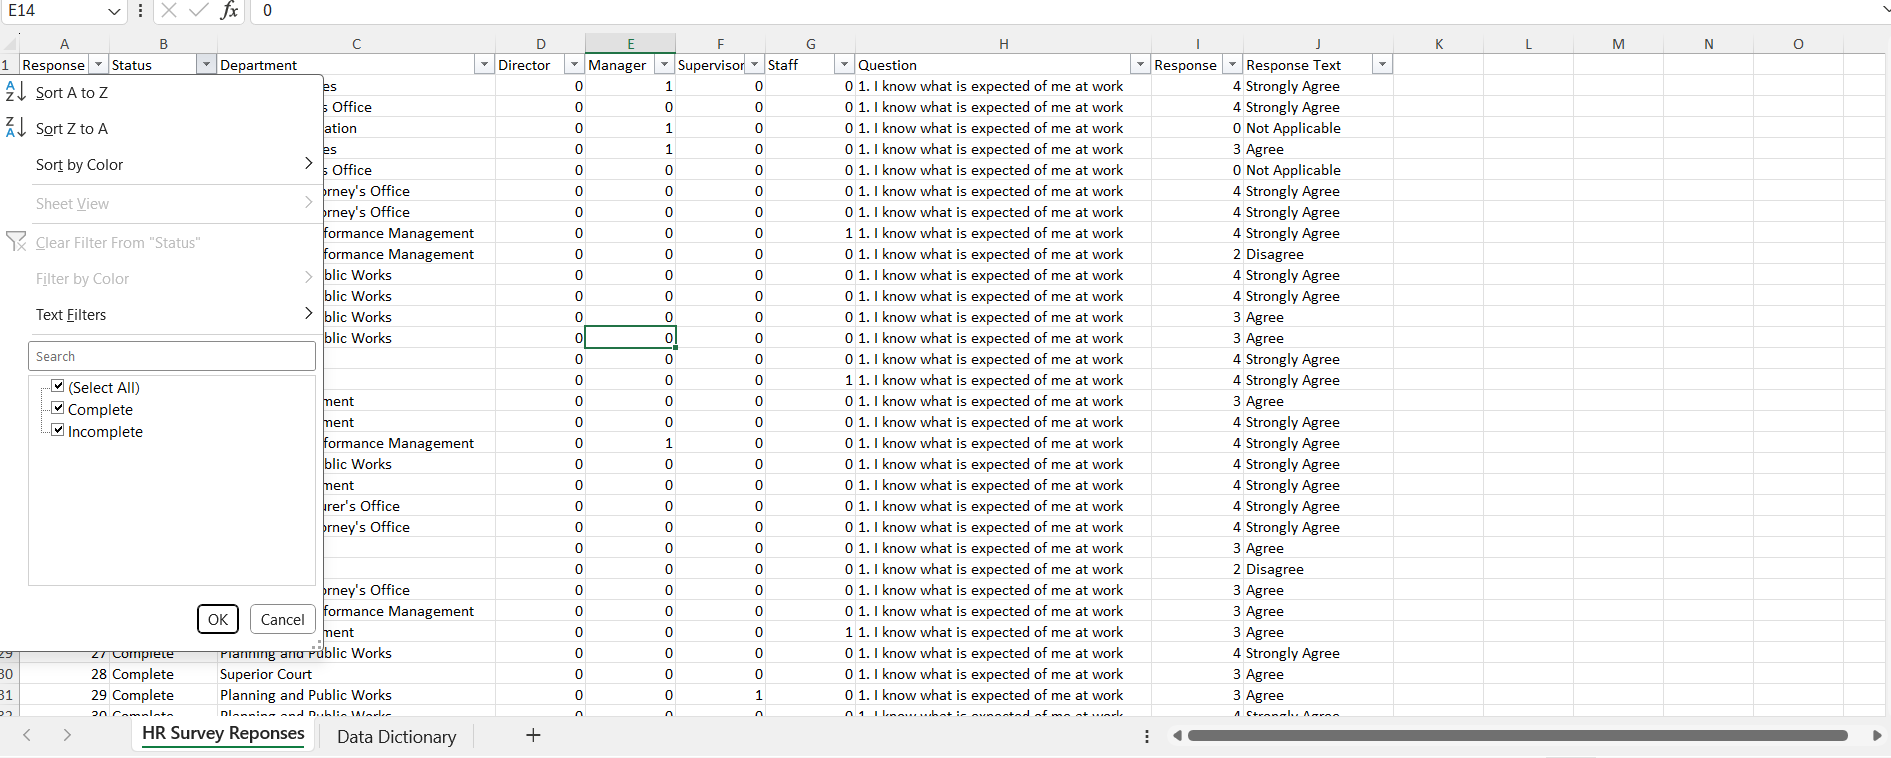 E14 fx 0
A B C D E F G H I J K L M N O
1 Response Status Department Director Manager Supervisor Staff Question Response Response Text
Sort A to Z
Sort Z to A
Sort by Color
Sheet View
Clear Filter From "Status"
Filter by Color
Text Filters
Search
(Select All)
Complete
Incomplete
OK Cancel
es 0 1 0 0 1. I know what is expected of me at work 4 Strongly Agree
s Office 0 0 0 0 1. I know what is expected of me at work 4 Strongly Agree
ation 0 1 0 0 1. I know what is expected of me at work 0 Not Applicable
es 0 1 0 0 1. I know what is expected of me at work 3 Agree
s Office 0 0 0 0 1. I know what is expected of me at work 0 Not Applicable
orney's Office 0 0 0 0 1. I know what is expected of me at work 4 Strongly Agree
orney's Office 0 0 0 0 1. I know what is expected of me at work 4 Strongly Agree
formance Management 0 0 0 1 1. I know what is expected of me at work 4 Strongly Agree
formance Management 0 0 0 0 1. I know what is expected of me at work 2 Disagree
blic Works 0 0 0 0 1. I know what is expected of me at work 4 Strongly Agree
blic Works 0 0 0 0 1. I know what is expected of me at work 4 Strongly Agree
blic Works 0 0 0 0 1. I know what is expected of me at work 3 Agree
blic Works 0 0 0 0 1. I know what is expected of me at work 3 Agree
0 0 0 0 1. I know what is expected of me at work 4 Strongly Agree
0 0 0 1 1. I know what is expected of me at work 4 Strongly Agree
ment 0 0 0 0 1. I know what is expected of me at work 3 Agree
ment 0 0 0 0 1. I know what is expected of me at work 4 Strongly Agree
formance Management 0 1 0 0 1. I know what is expected of me at work 4 Strongly Agree
blic Works 0 0 0 0 1. I know what is expected of me at work 4 Strongly Agree
ment 0 0 0 0 1. I know what is expected of me at work 4 Strongly Agree
urer's Office 0 0 0 0 1. I know what is expected of me at work 4 Strongly Agree
orney's Office 0 0 0 0 1. I know what is expected of me at work 4 Strongly Agree
0 0 0 0 1. I know what is expected of me at work 3 Agree
0 0 0 0 1. I know what is expected of me at work 2 Disagree
orney's Office 0 0 0 0 1. I know what is expected of me at work 3 Agree
formance Management 0 0 0 0 1. I know what is expected of me at work 3 Agree
ment 0 0 0 1 1. I know what is expected of me at work 3 Agree
29 27 Complete Planning and Public Works 0 0 0 0 1. I know what is expected of me at work 4 Strongly Agree
30 28 Complete Superior Court 0 0 0 0 1. I know what is expected of me at work 3 Agree
31 29 Complete Planning and Public Works 0 0 1 0 1. I know what is expected of me at work 3 Agree
32 30 Complete Planning and Public Works 0 0 0 0 1. I know what is expected of me at work 4 Strongly Agree
HR Survey Reponses Data Dictionary